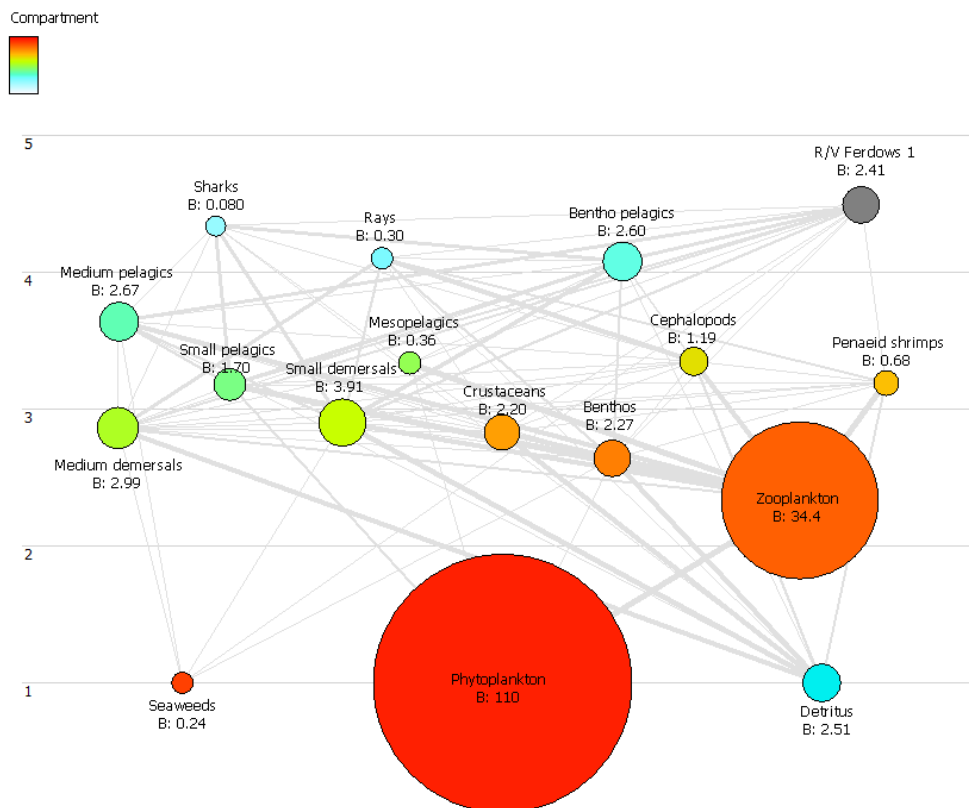 Compartment
5
R/V Ferdows 1
B: 2.41
Sharks
B: 0.080
Rays
B: 0.30
Bentho pelagics
B: 2.60
4
Medium pelagics
B: 2.67
Mesopelagics
B: 0.36
Cephalopods
B: 1.19
Penaeid shrimps
B: 0.68
Small pelagics
B: 1.70
Small demersals
B: 3.91
Crustaceans
B: 2.20
Benthos
B: 2.27
3
Medium demersals
B: 2.99
Zooplankton
B: 34.4
2
1
Phytoplankton
B: 110
Seaweeds
B: 0.24
Detritus
B: 2.51